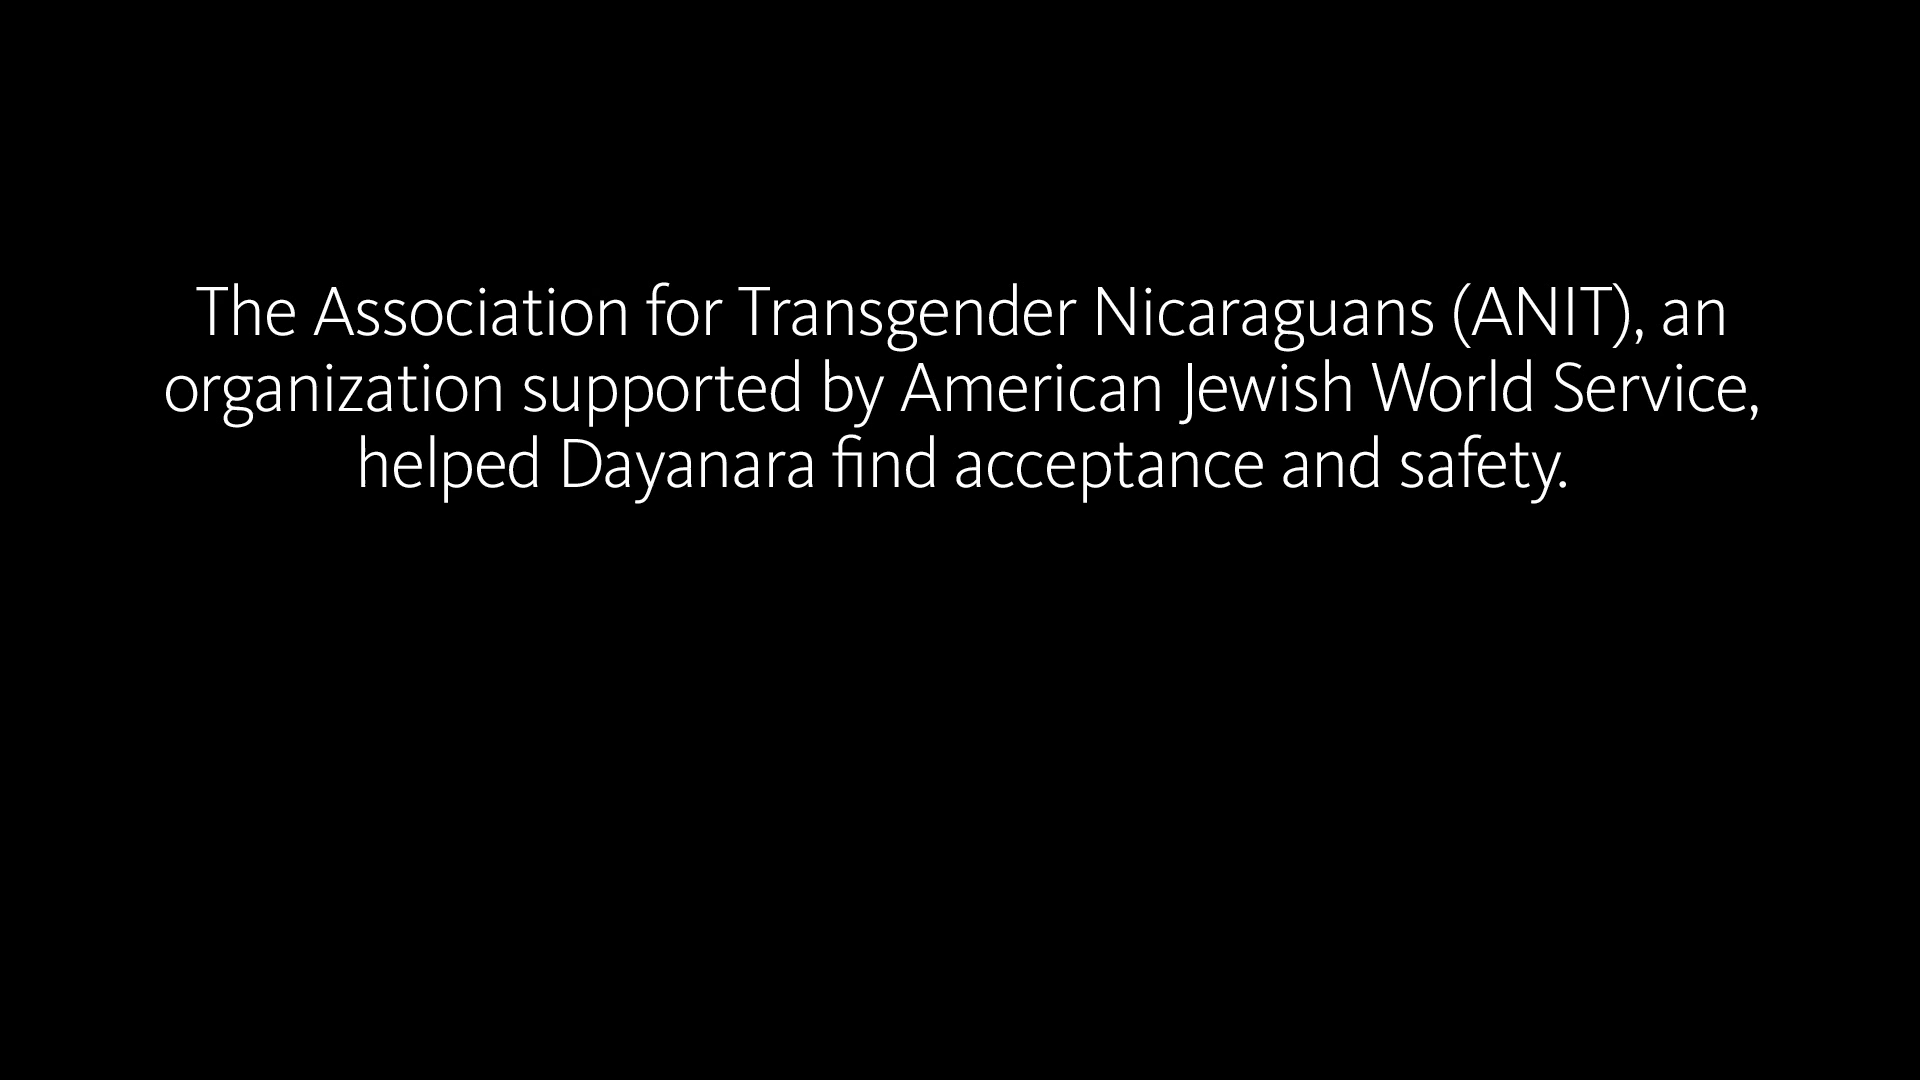 The Association for Transgender Nicaraguans (ANIT), an
organization supported by American Jewish World Service,
helped Dayanara find acceptance and safety.